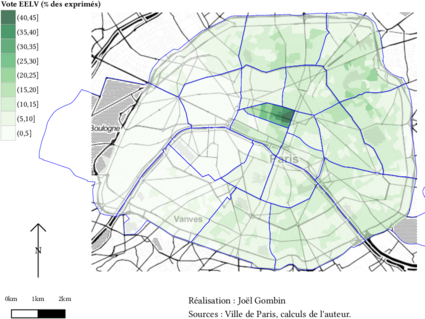 Vote EELV (% des exprimés)
(40,45]
(35,40]
(30,35]
(25,30]
(20,25]
(15,20]
(10,15]
(5,10]
(0,5]
Boulogne
Paris
Vanves
N
0km 1km 2km
Réalisation : Joël Gombin
Sources : Ville de Paris, calculs de l'auteur.